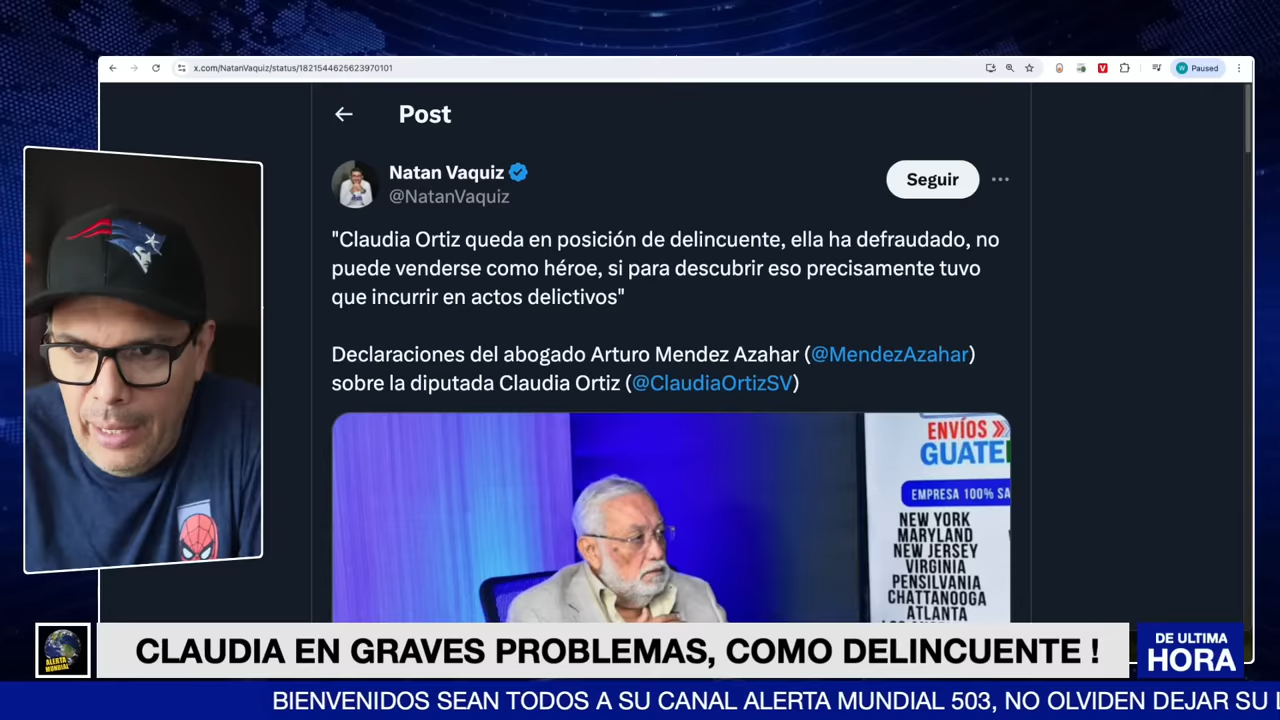 x.com/NatanVaquiz/status/1821544625623970101
Paused
Post
Natan Vaquiz
@NatanVaquiz
Seguir
"Claudia Ortiz queda en posición de delincuente, ella ha defraudado, no
puede venderse como héroe, si para descubrir eso precisamente tuvo
que incurrir en actos delictivos"
Declaraciones del abogado Arturo Mendez Azahar (@MendezAzahar)
sobre la diputada Claudia Ortiz (@ClaudiaOrtizSV)
ENVÍOS
GUATE
EMPRESA 100% SA
NEW YORK
MARYLAND
NEW JERSEY
VIRGINIA
PENSILVANIA
CHATTANOOGA
ATLANTA
ALERTA
MUNDIAL
CLAUDIA EN GRAVES PROBLEMAS, COMO DELINCUENTE !
DE ULTIMA
HORA
BIENVENIDOS SEAN TODOS A SU CANAL ALERTA MUNDIAL 503, NO OLVIDEN DEJAR SU